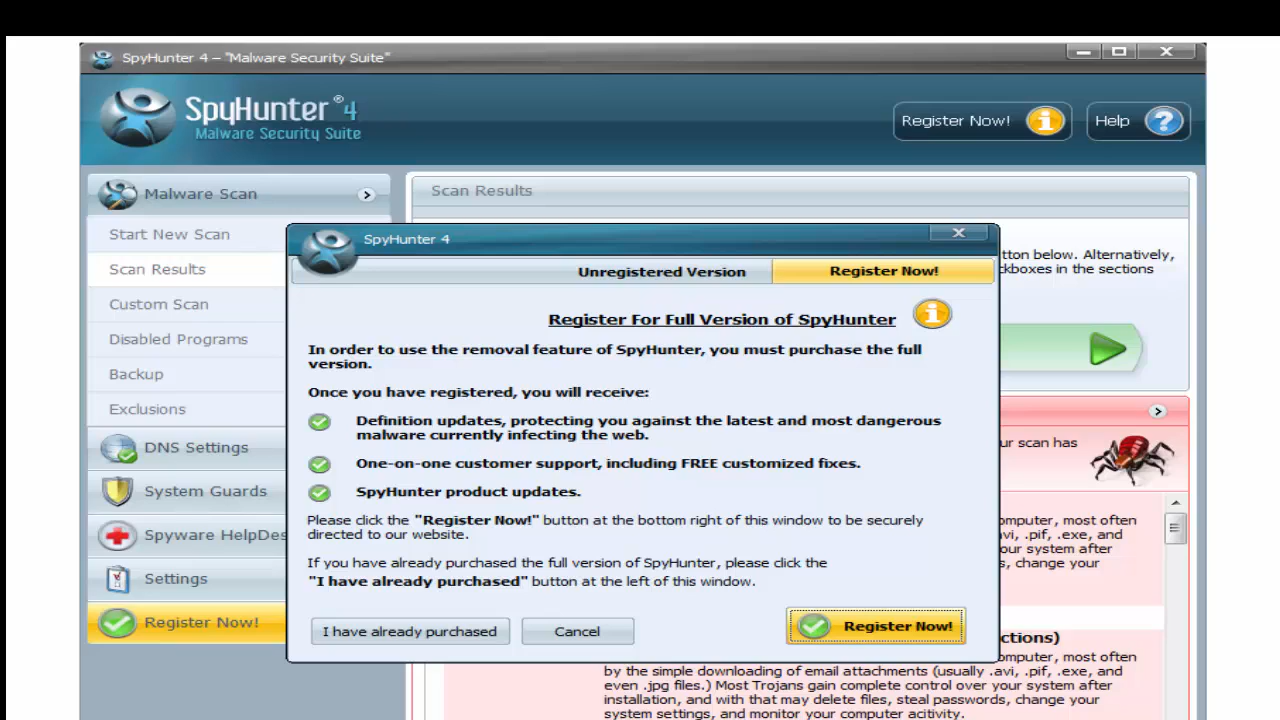 SpyHunter 4 – "Malware Security Suite"
SpyHunter ® 4
Malware Security Suite
Register Now!
Help
Malware Scan
Start New Scan
Scan Results
Custom Scan
Disabled Programs
Backup
Exclusions
DNS Settings
System Guards
Spyware HelpDes
Settings
Register Now!
Scan Results
tton below. Alternatively,
ckboxes in the sections
SpyHunter 4
Unregistered Version
Register Now!
Register For Full Version of SpyHunter
In order to use the removal feature of SpyHunter, you must purchase the full
version.
Once you have registered, you will receive:
Definition updates, protecting you against the latest and most dangerous
malware currently infecting the web.
One-on-one customer support, including FREE customized fixes.
SpyHunter product updates.
Please click the "Register Now!" button at the bottom right of this window to be securely
directed to our website.
If you have already purchased the full version of SpyHunter, please click the
"I have already purchased" button at the left of this window.
I have already purchased
Cancel
Register Now!
ur scan has
omputer, most often
avi, .pif, .exe, and
our system after
s, change your
ctions)
omputer, most often
by the simple downloading of email attachments (usually .avi, .pif, .exe, and
even .jpg files.) Most Trojans gain complete control over your system after
installation, and with that may delete files, steal passwords, change your
system settings, and monitor your computer acitivity.